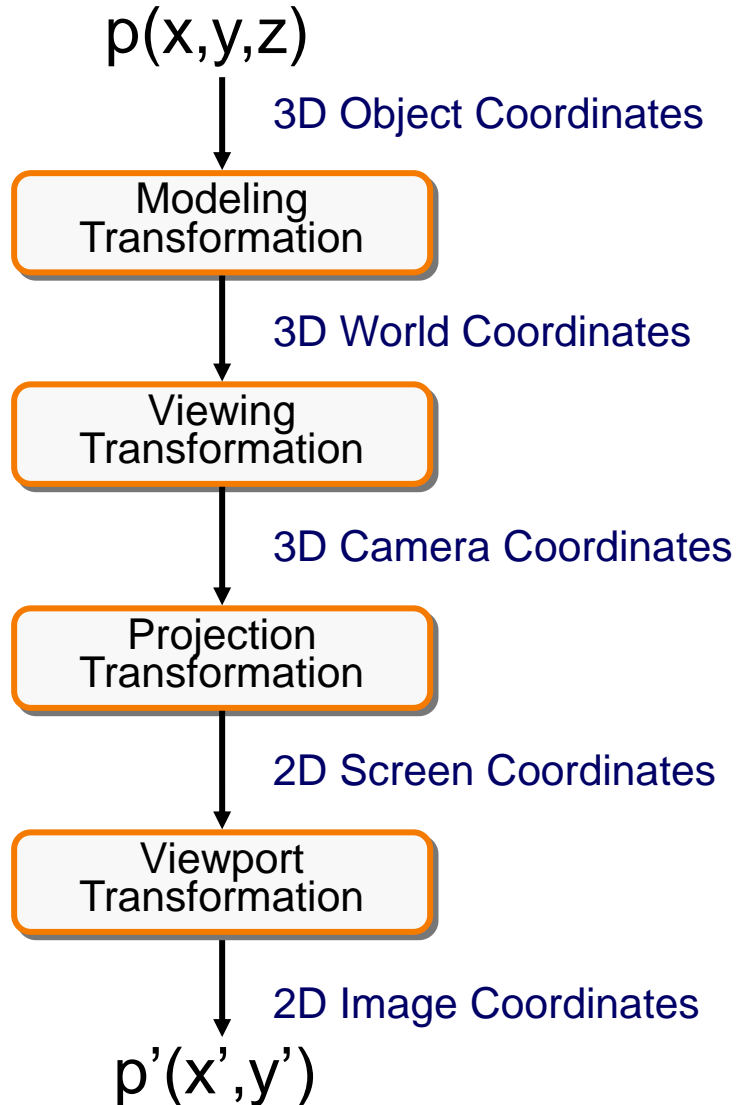 p(x,y,z)
3D Object Coordinates
Modeling
Transformation
3D World Coordinates
Viewing
Transformation
3D Camera Coordinates
Projection
Transformation
2D Screen Coordinates
Viewport
Transformation
2D Image Coordinates
p’(x’,y’)